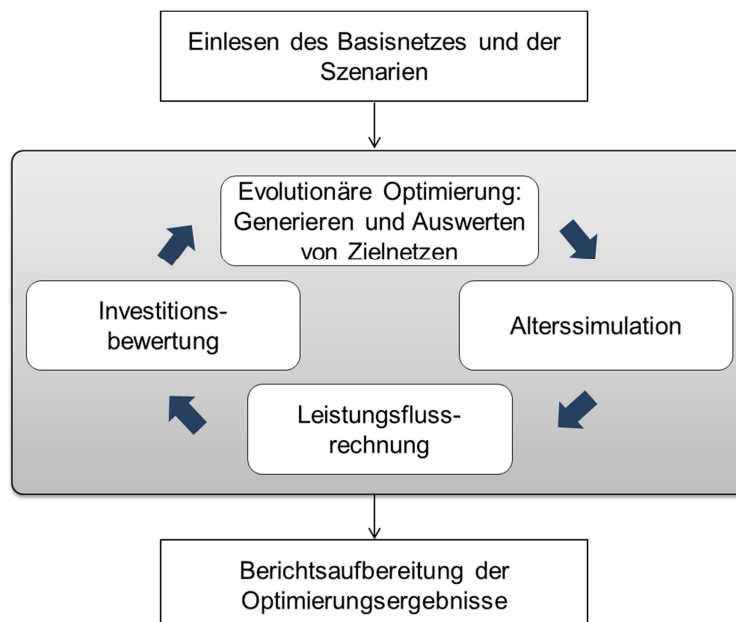 Einlesen des Basisnetzes und der
Szenarien
Evolutionäre Optimierung:
Generieren und Auswerten
von Zielnetzen
Investitions-
bewertung
Alterssimulation
Leistungsfluss-
rechnung
Berichtsaufbereitung der
Optimierungsergebnisse